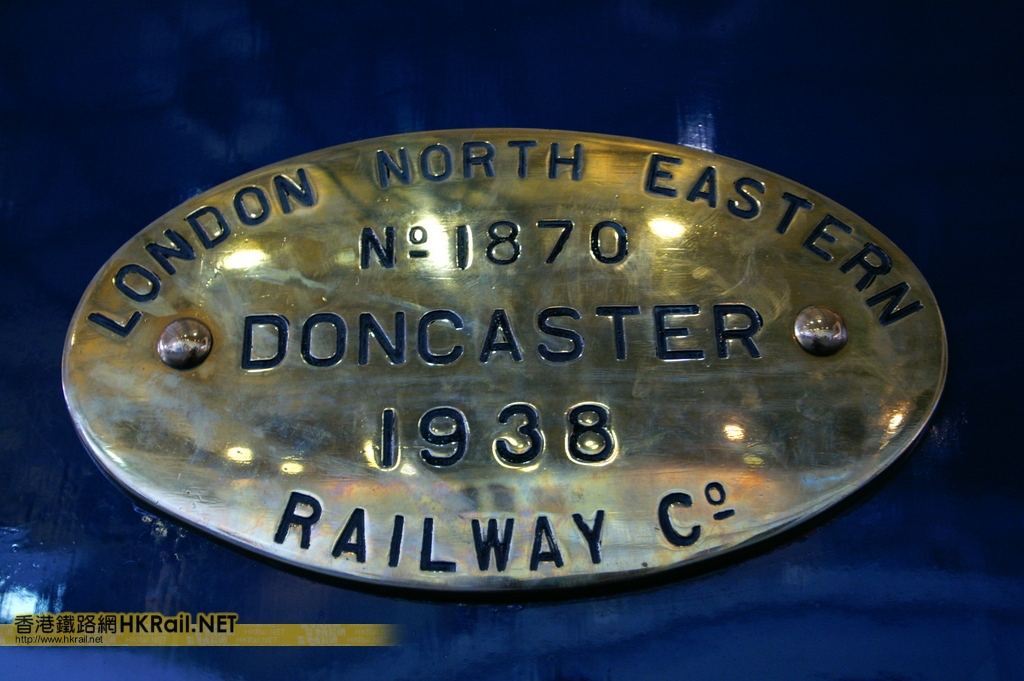 LONDON NORTH EASTERN
Nº 1870
DONCASTER
1938
RAILWAY Cº
香港鐵路網HKRail.NET
http://www.hkrail.net